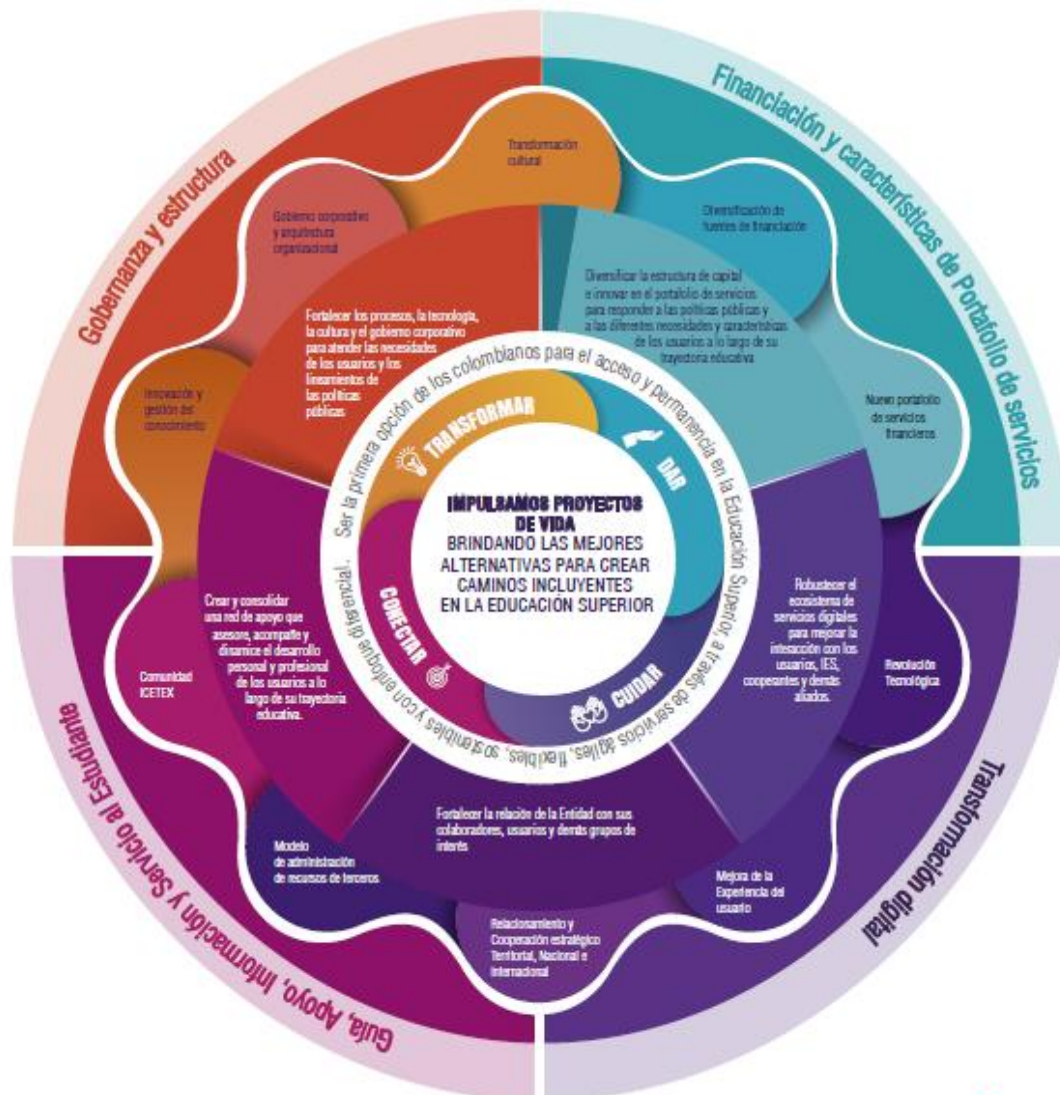 Gobernanza y estructura
Financiación y características de Portafolio de servicios
Transformación digital
Guía, Apoyo, Información y Servicio al Estudiante
Transformación
cultural
Diversificación de
fuentes de financiación
Nuevo portafolio
de servicios
financieros
Revolución
Tecnológica
Mejora de la
Experiencia del
usuario
Relacionamiento y
Cooperación estratégico
Territorial, Nacional e
Internacional
Modelo
de administración
de recursos de terceros
Comunidad
ICETEX
Innovación y
gestión del
conocimiento
Gobierno corporativo
y arquitectura
organizacional
Fortalecer los procesos, la tecnología,
la cultura y el gobierno corporativo
para atender las necesidades
de los usuarios y los
lineamientos de
las políticas
públicas
Diversificar la estructura de capital
e innovar en el portafolio de servicios
para responder a las políticas públicas y
a las diferentes necesidades y características
de los usuarios a lo largo de su
trayectoria educativa
Robustecer el
ecosistema de
servicios digitales
para mejorar la
interacción con los
usuarios, IES,
cooperantes y demás
aliados.
Fortalecer la relación de la Entidad con sus
colaboradores, usuarios y demás grupos de
interés
Crear y consolidar
una red de apoyo que
asesore, acompañe y
dinamice el desarrollo
personal y profesional
de los usuarios a lo
largo de su trayectoria
educativa.
Ser la primera opción de los colombianos para el acceso y permanencia en la Educación Superior, a través de servicios ágiles, flexibles, sostenibles y con enfoque diferencial.
TRANSFORMAR
DAR
CUIDAR
CONECTAR
IMPULSAMOS PROYECTOS
DE VIDA
BRINDANDO LAS MEJORES
ALTERNATIVAS PARA CREAR
CAMINOS INCLUYENTES
EN LA EDUCACIÓN SUPERIOR